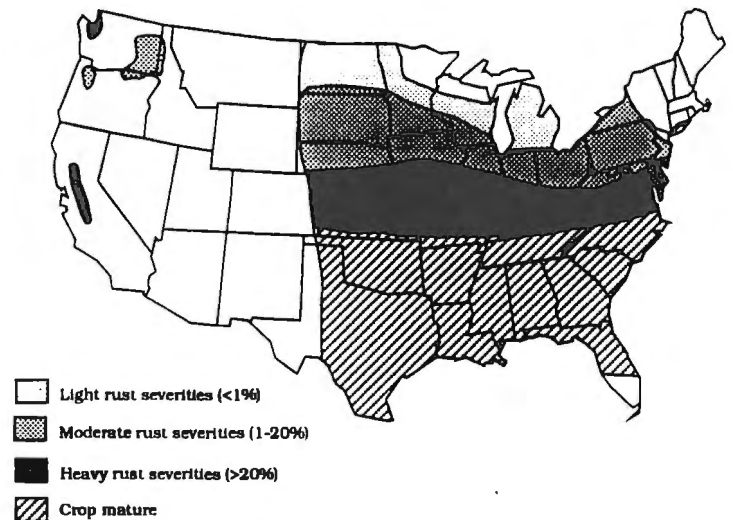 Light rust severities (<1%)
Moderate rust severities (1-20%)
Heavy rust severities (>20%)
Crop mature